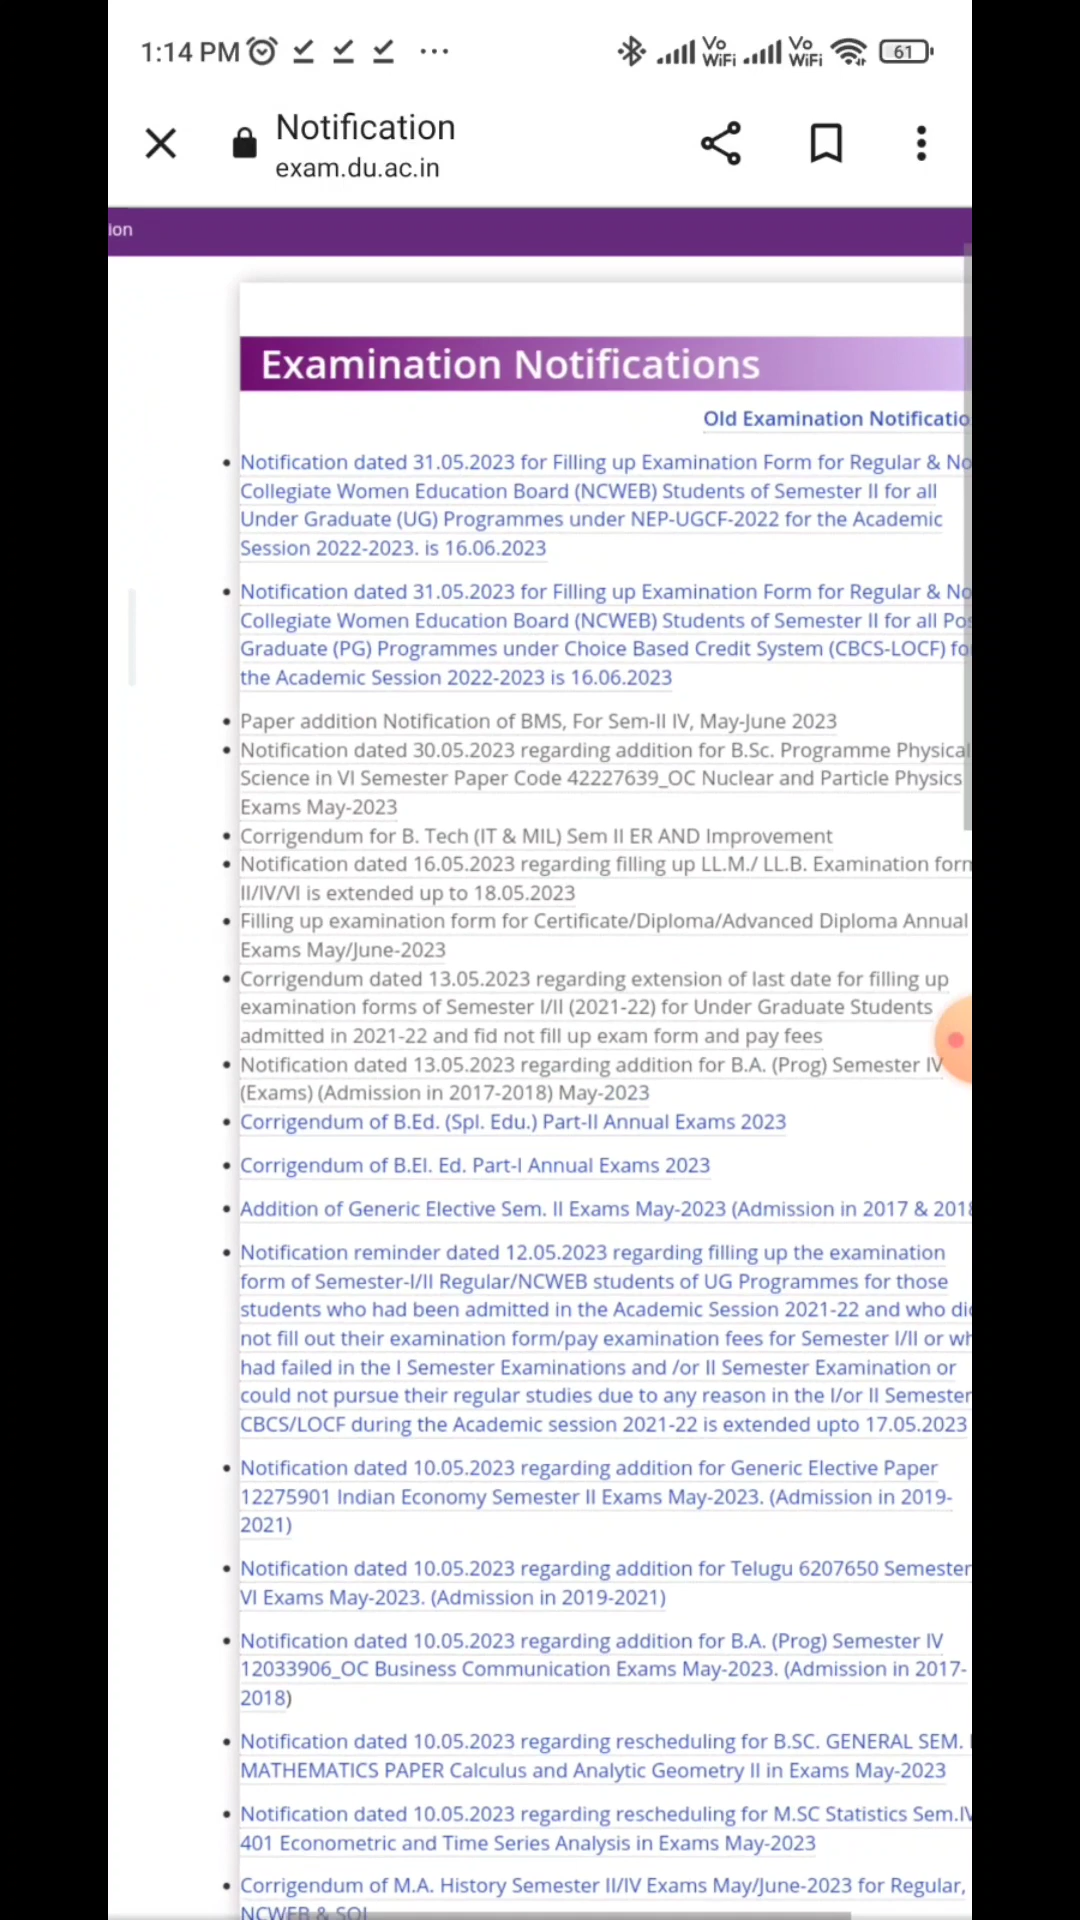 1:14 PM
Vo WiFi
Vo WiFi
61
Notification
exam.du.ac.in
ion
Examination Notifications
Old Examination Notificatio
Notification dated 31.05.2023 for Filling up Examination Form for Regular & No
Collegiate Women Education Board (NCWEB) Students of Semester II for all
Under Graduate (UG) Programmes under NEP-UGCF-2022 for the Academic
Session 2022-2023. is 16.06.2023
Notification dated 31.05.2023 for Filling up Examination Form for Regular & No
Collegiate Women Education Board (NCWEB) Students of Semester II for all Pos
Graduate (PG) Programmes under Choice Based Credit System (CBCS-LOCF) fo
the Academic Session 2022-2023 is 16.06.2023
Paper addition Notification of BMS, For Sem-II IV, May-June 2023
Notification dated 30.05.2023 regarding addition for B.Sc. Programme Physical
Science in VI Semester Paper Code 42227639_OC Nuclear and Particle Physics
Exams May-2023
Corrigendum for B. Tech (IT & MIL) Sem II ER AND Improvement
Notification dated 16.05.2023 regarding filling up LL.M./ LL.B. Examination form
II/IV/VI is extended up to 18.05.2023
Filling up examination form for Certificate/Diploma/Advanced Diploma Annual
Exams May/June-2023
Corrigendum dated 13.05.2023 regarding extension of last date for filling up
examination forms of Semester I/II (2021-22) for Under Graduate Students
admitted in 2021-22 and fid not fill up exam form and pay fees
Notification dated 13.05.2023 regarding addition for B.A. (Prog) Semester IV
(Exams) (Admission in 2017-2018) May-2023
Corrigendum of B.Ed. (Spl. Edu.) Part-II Annual Exams 2023
Corrigendum of B.El. Ed. Part-I Annual Exams 2023
Addition of Generic Elective Sem. II Exams May-2023 (Admission in 2017 & 2018
Notification reminder dated 12.05.2023 regarding filling up the examination
form of Semester-I/II Regular/NCWEB students of UG Programmes for those
students who had been admitted in the Academic Session 2021-22 and who did
not fill out their examination form/pay examination fees for Semester I/II or wh
had failed in the I Semester Examinations and /or II Semester Examination or
could not pursue their regular studies due to any reason in the I/or II Semester
CBCS/LOCF during the Academic session 2021-22 is extended upto 17.05.2023
Notification dated 10.05.2023 regarding addition for Generic Elective Paper
12275901 Indian Economy Semester II Exams May-2023. (Admission in 2019-
2021)
Notification dated 10.05.2023 regarding addition for Telugu 6207650 Semester
VI Exams May-2023. (Admission in 2019-2021)
Notification dated 10.05.2023 regarding addition for B.A. (Prog) Semester IV
12033906_OC Business Communication Exams May-2023. (Admission in 2017-
2018)
Notification dated 10.05.2023 regarding rescheduling for B.SC. GENERAL SEM. I
MATHEMATICS PAPER Calculus and Analytic Geometry II in Exams May-2023
Notification dated 10.05.2023 regarding rescheduling for M.SC Statistics Sem.IV
401 Econometric and Time Series Analysis in Exams May-2023
Corrigendum of M.A. History Semester II/IV Exams May/June-2023 for Regular,
NCWEB & SOL